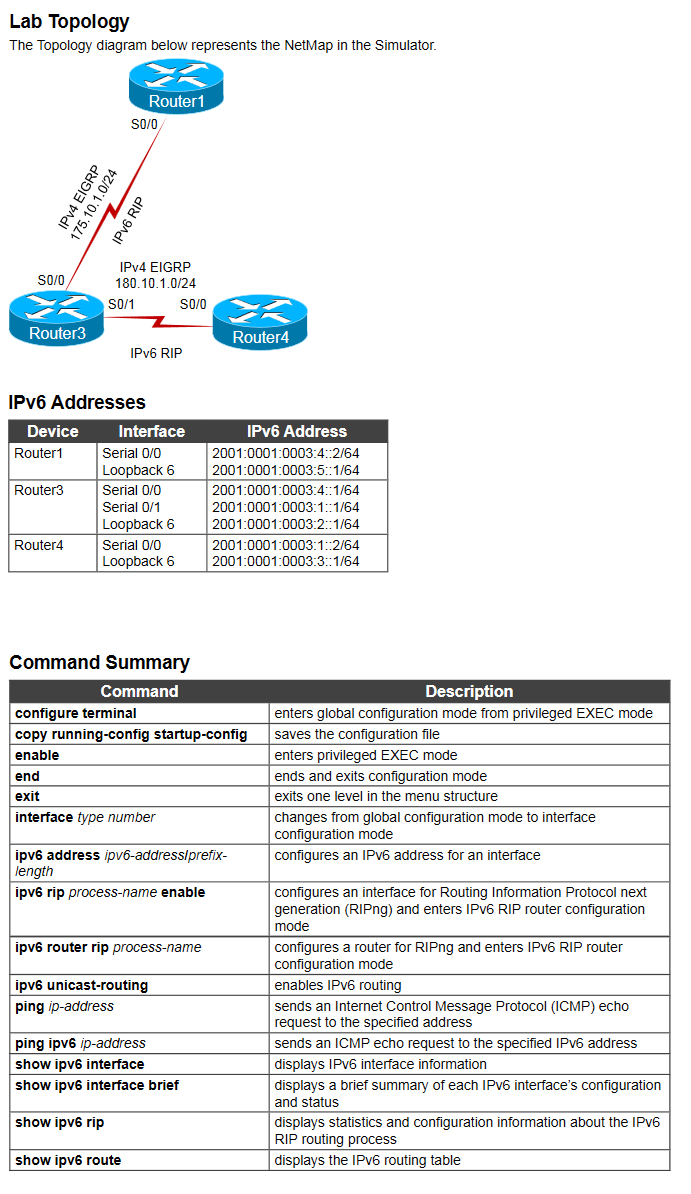 Lab Topology
The Topology diagram below represents the NetMap in the Simulator.
Router1
S0/0
IPv4 EIGRP
175.10.1.0/24
IPv6 RIP
S0/0
IPv4 EIGRP
180.10.1.0/24
S0/1
S0/0
Router3
Router4
IPv6 RIP
IPv6 Addresses
Device Interface IPv6 Address
Router1 Serial 0/0 2001:0001:0003:4::2/64
Loopback 6 2001:0001:0003:5::1/64
Router3 Serial 0/0 2001:0001:0003:4::1/64
Serial 0/1 2001:0001:0003:1::1/64
Loopback 6 2001:0001:0003:2::1/64
Router4 Serial 0/0 2001:0001:0003:1::2/64
Loopback 6 2001:0001:0003:3::1/64
Command Summary
Command Description
configure terminal enters global configuration mode from privileged EXEC mode
copy running-config startup-config saves the configuration file
enable enters privileged EXEC mode
end ends and exits configuration mode
exit exits one level in the menu structure
interface type number changes from global configuration mode to interface
configuration mode
ipv6 address ipv6-addressIprefix- configures an IPv6 address for an interface
length
ipv6 rip process-name enable configures an interface for Routing Information Protocol next
generation (RIPng) and enters IPv6 RIP router configuration
mode
ipv6 router rip process-name configures a router for RIPng and enters IPv6 RIP router
configuration mode
ipv6 unicast-routing enables IPv6 routing
ping ip-address sends an Internet Control Message Protocol (ICMP) echo
request to the specified address
ping ipv6 ip-address sends an ICMP echo request to the specified IPv6 address
show ipv6 interface displays IPv6 interface information
show ipv6 interface brief displays a brief summary of each IPv6 interface's configuration
and status
show ipv6 rip displays statistics and configuration information about the IPv6
RIP routing process
show ipv6 route displays the IPv6 routing table